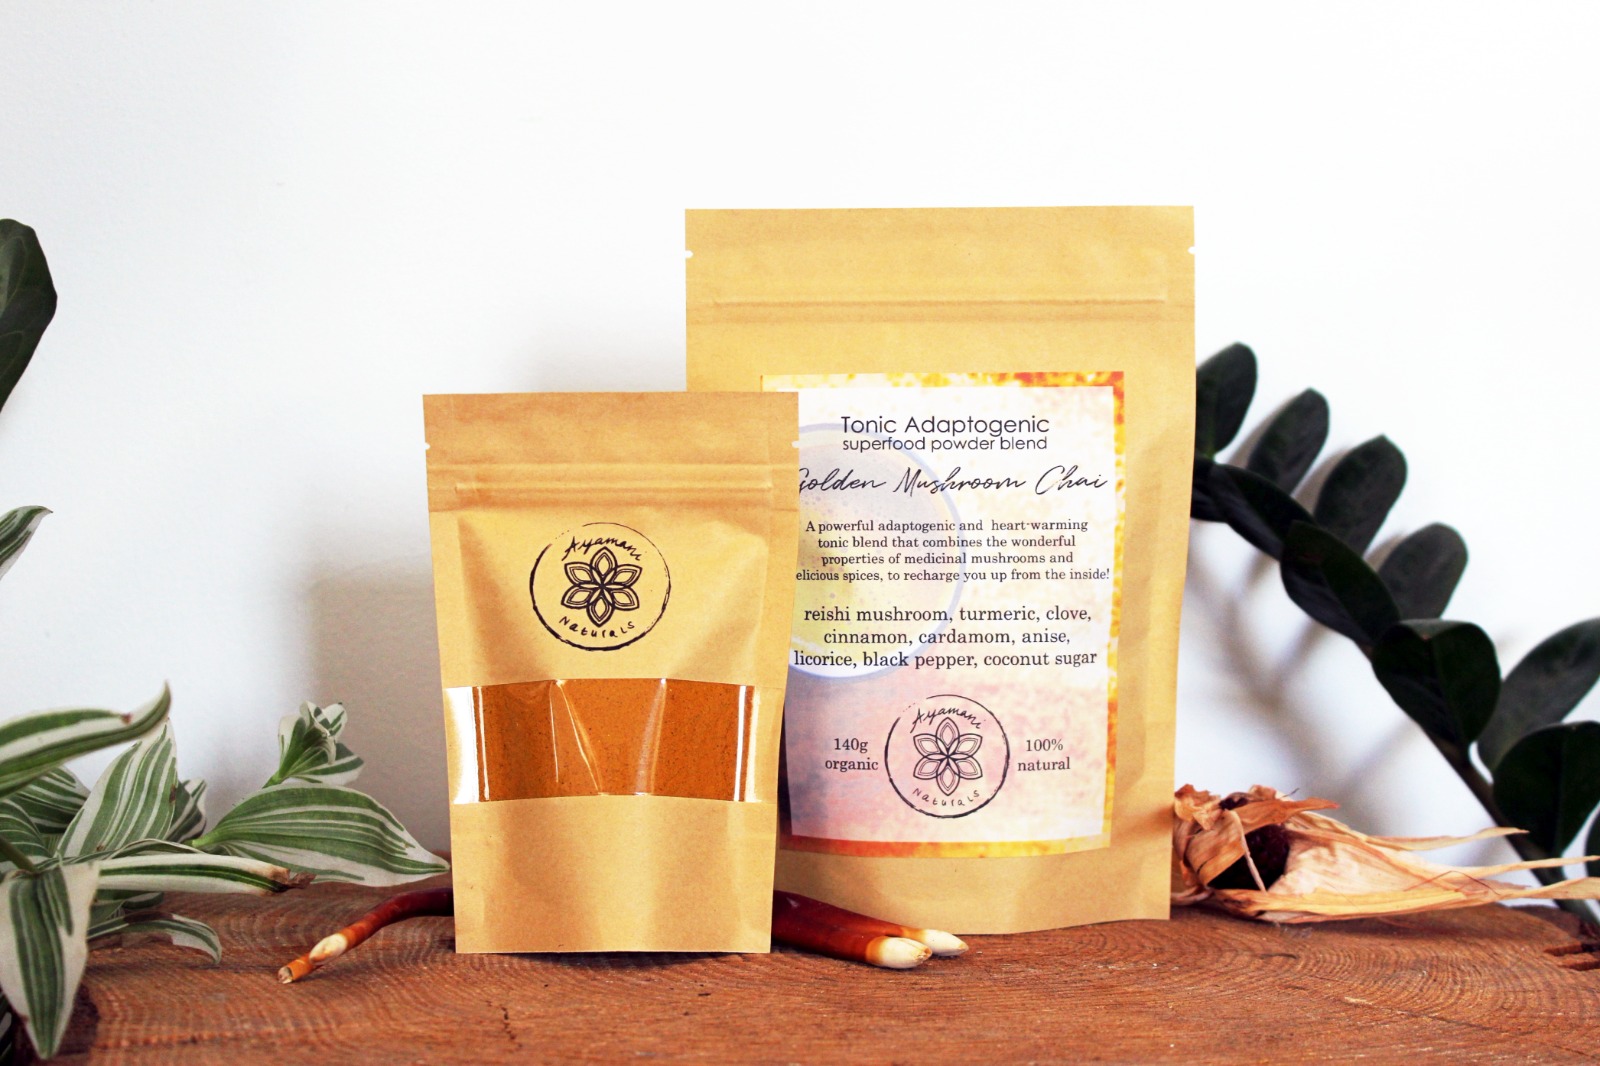 Ayamani
Naturals
Tonic Adaptogenic
superfood powder blend
Golden Mushroom Chai
A powerful adaptogenic and heart-warming
tonic blend that combines the wonderful
properties of medicinal mushrooms and
elicious spices, to recharge you up from the inside!
reishi mushroom, turmeric, clove,
cinnamon, cardamom, anise,
licorice, black pepper, coconut sugar
140g
organic
Ayamani
Naturals
100%
natural